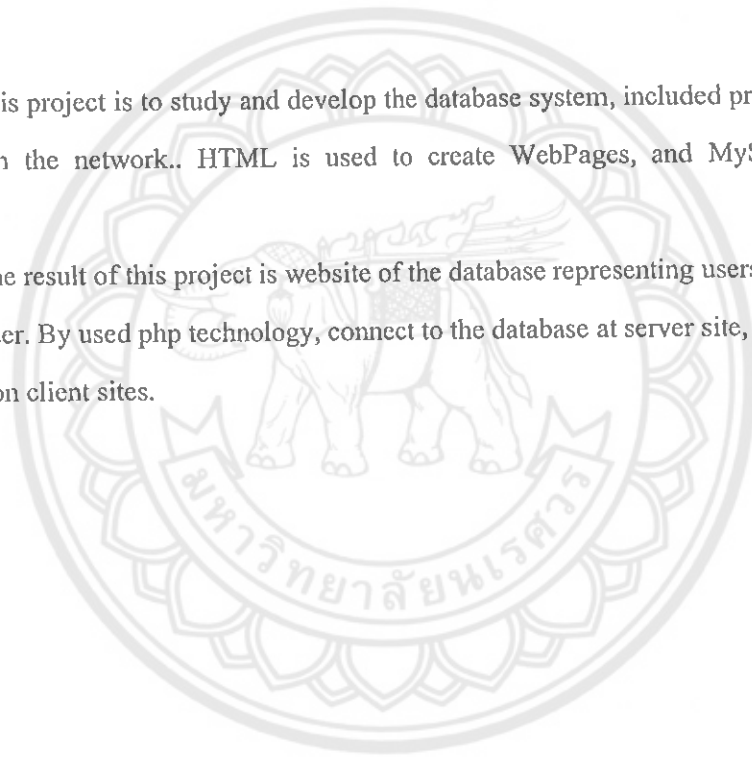 is project is to study and develop the database system, included pr
the network.. HTML is used to create WebPages, and MyS
e result of this project is website of the database representing users
er. By used php technology, connect to the database at server site,
on client sites.
มหาวิทยาลัยนเรศวร